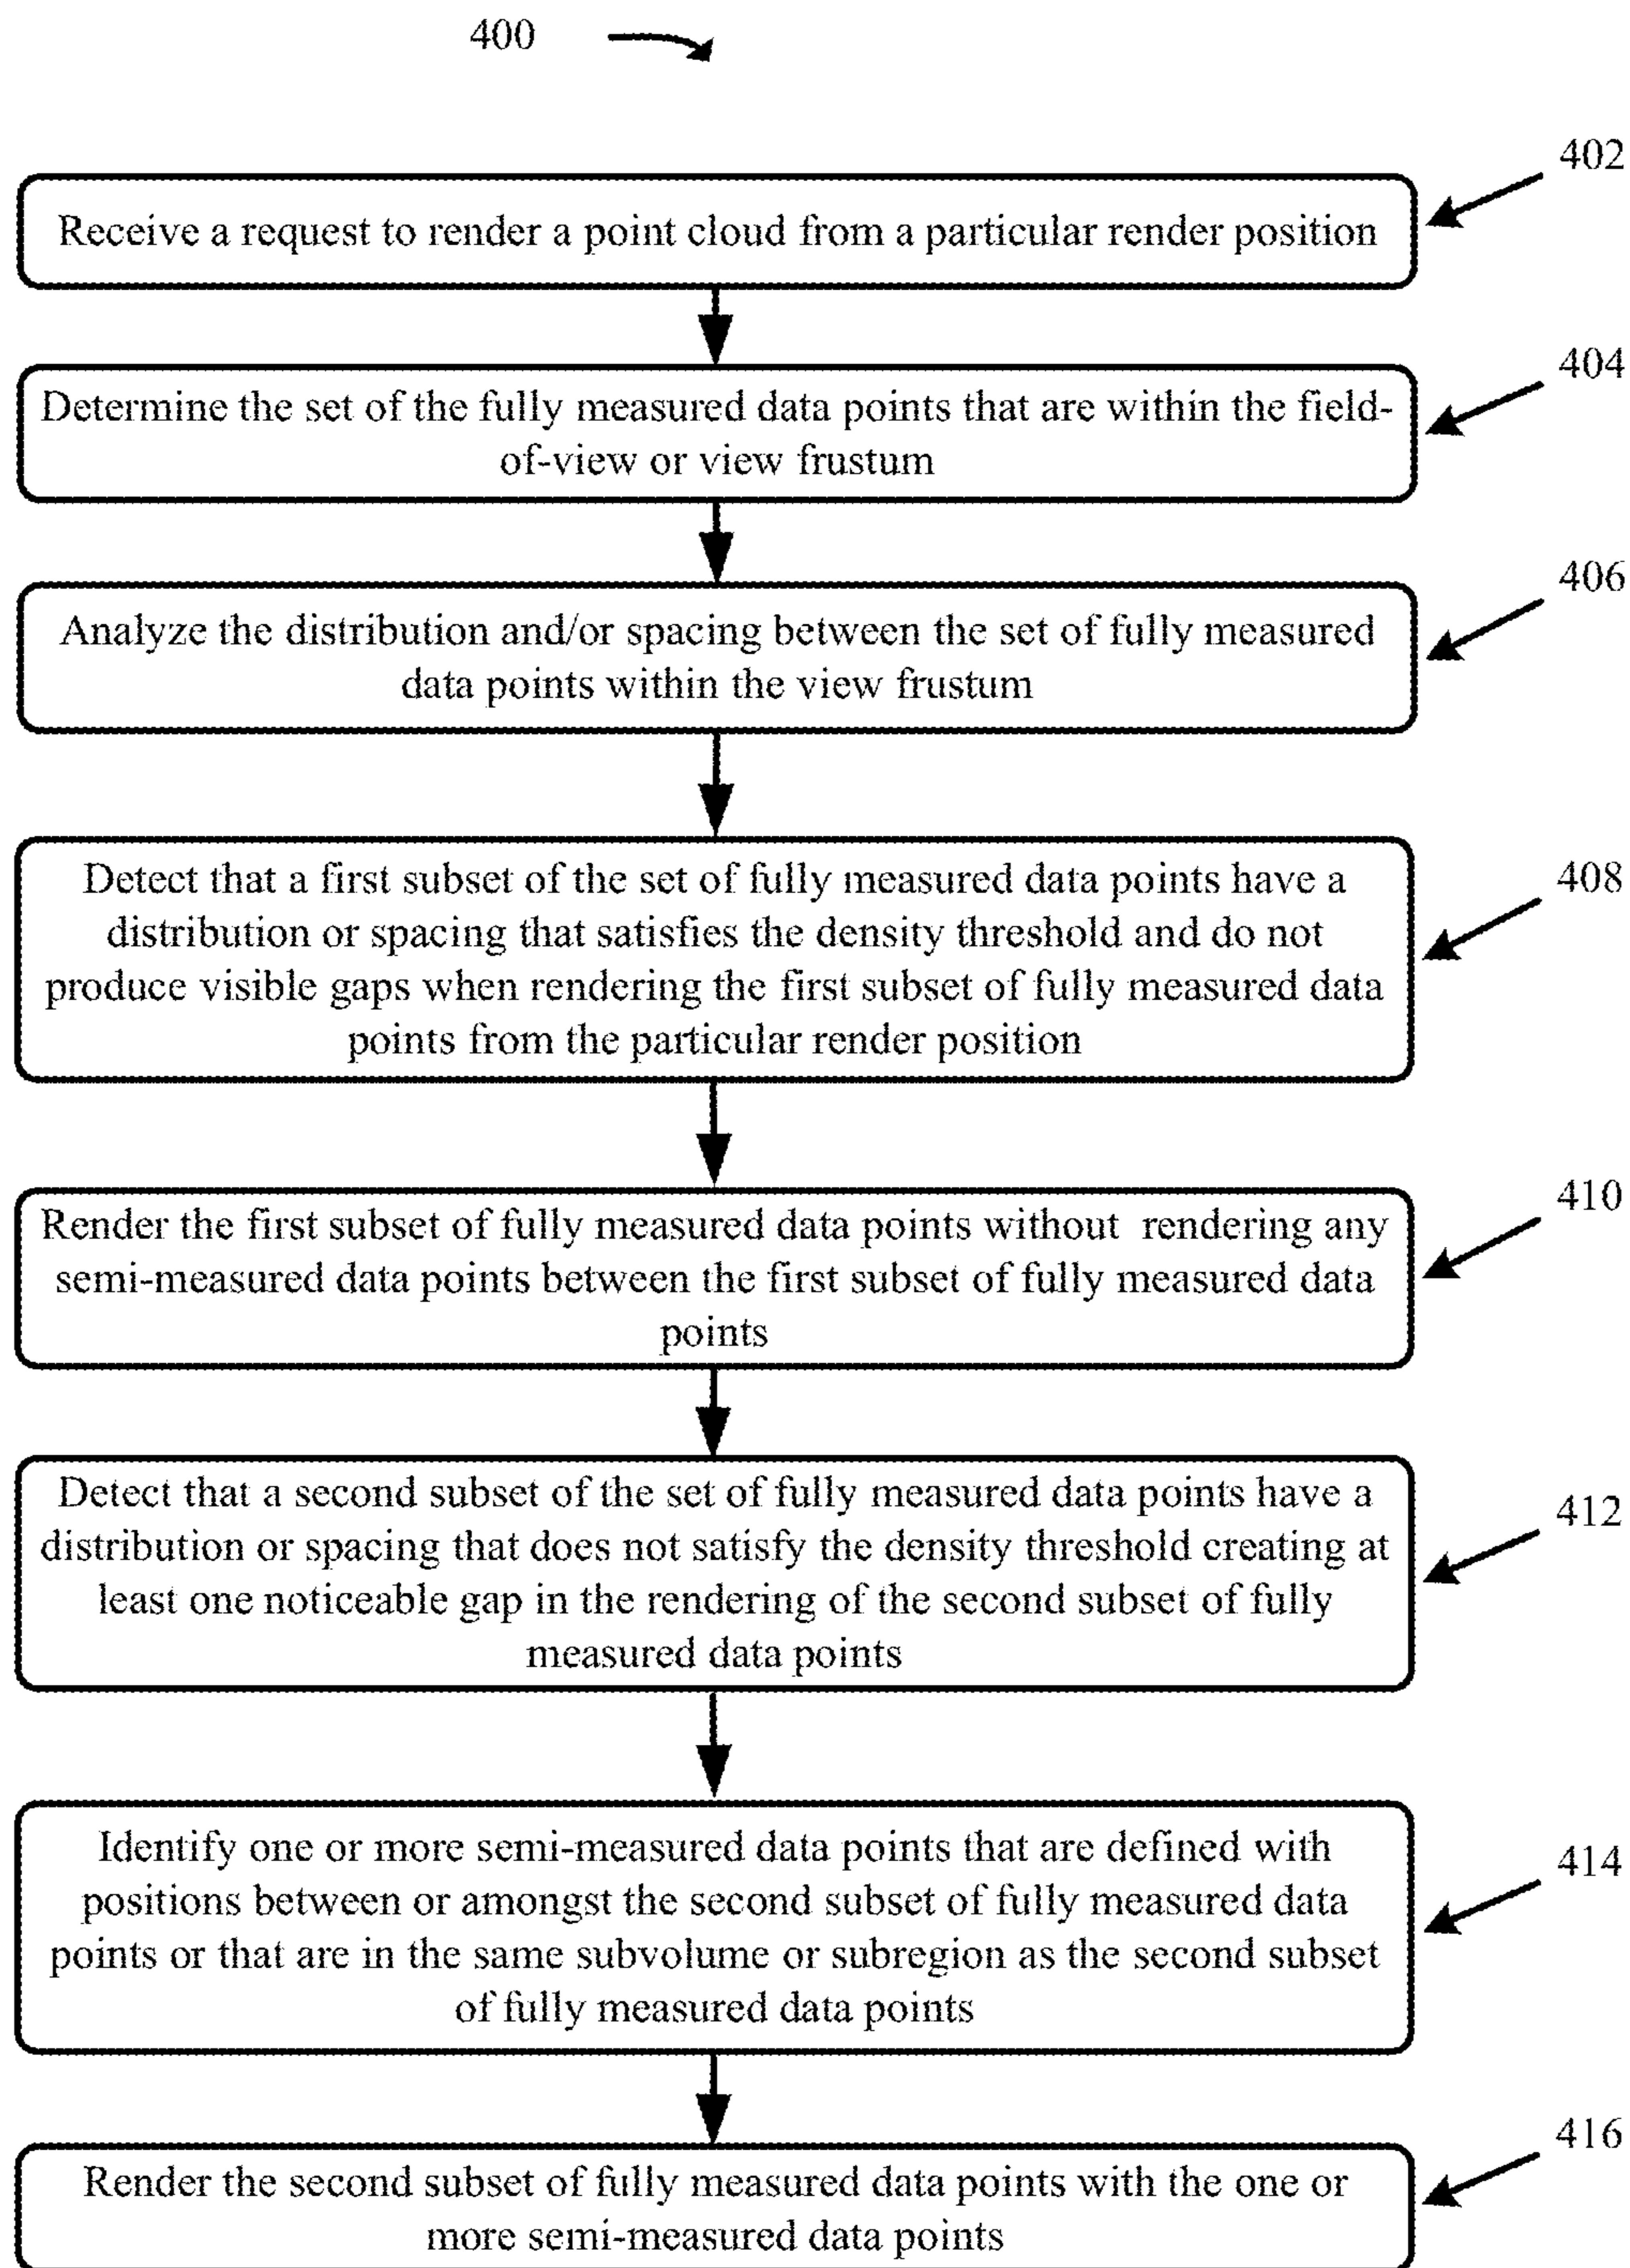 400
402
Receive a request to render a point cloud from a particular render position
404
Determine the set of the fully measured data points that are within the field-
of-view or view frustum
406
Analyze the distribution and/or spacing between the set of fully measured
data points within the view frustum
408
Detect that a first subset of the set of fully measured data points have a
distribution or spacing that satisfies the density threshold and do not
produce visible gaps when rendering the first subset of fully measured data
points from the particular render position
410
Render the first subset of fully measured data points without rendering any
semi-measured data points between the first subset of fully measured data
points
412
Detect that a second subset of the set of fully measured data points have a
distribution or spacing that does not satisfy the density threshold creating at
least one noticeable gap in the rendering of the second subset of fully
measured data points
414
Identify one or more semi-measured data points that are defined with
positions between or amongst the second subset of fully measured data
points or that are in the same subvolume or subregion as the second subset
of fully measured data points
416
Render the second subset of fully measured data points with the one or
more semi-measured data points